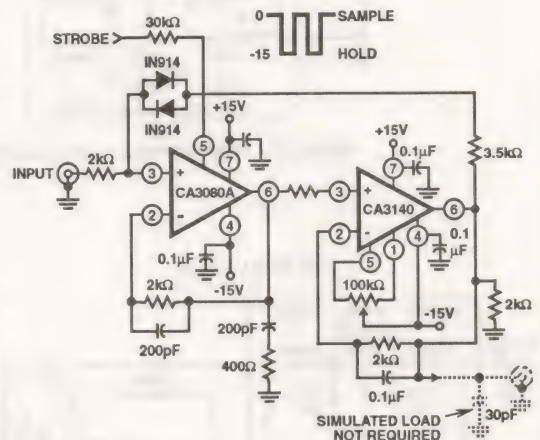 0
SAMPLE
-15
HOLD
30kΩ
STROBE
IN914
IN914
+15V
+15V
0.1µF
3.5kΩ
INPUT
2kΩ
3
+
5
7
CA3080A
6
2
-
4
3
+
7
CA3140
6
2
-
4
5
1
0.1
µF
0.1µF
-15V
100kΩ
-15V
2kΩ
2kΩ
200pF
200pF
400Ω
2kΩ
0.1µF
30pF
SIMULATED LOAD
NOT REQUIRED